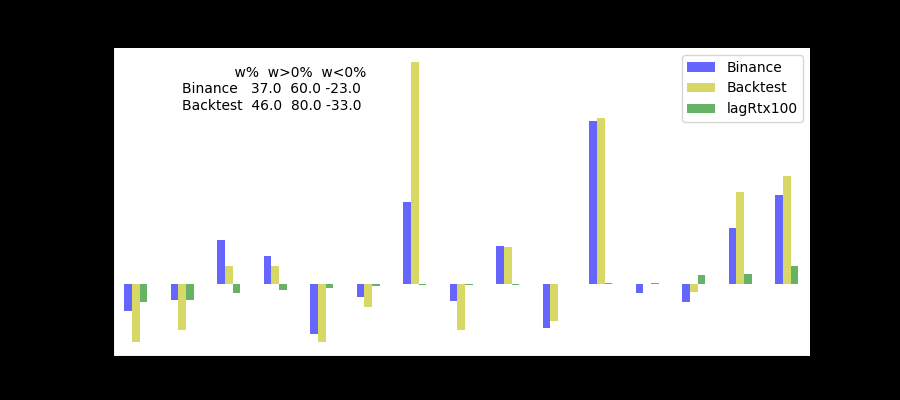 w% w>0% w<0%
Binance 37.0 60.0 -23.0
Backtest 46.0 80.0 -33.0
Binance
Backtest
lagRtx100